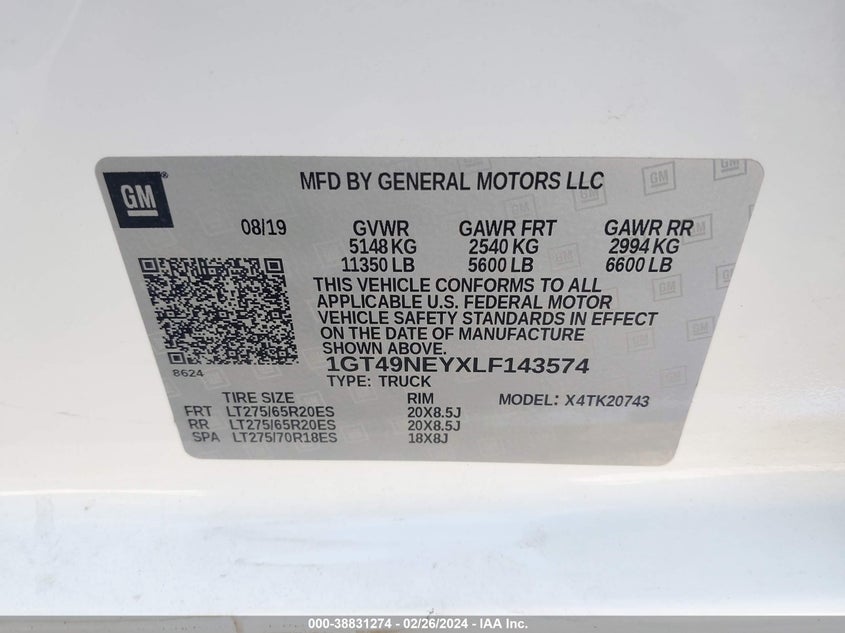 GM
MFD BY GENERAL MOTORS LLC
08/19 GVWR GAWR FRT GAWR RR
5148 KG 2540 KG 2994 KG
11350 LB 5600 LB 6600 LB
THIS VEHICLE CONFORMS TO ALL
APPLICABLE U.S. FEDERAL MOTOR
VEHICLE SAFETY STANDARDS IN EFFECT
ON THE DATE OF MANUFACTURE
SHOWN ABOVE.
8624
1GT49NEYXLF143574
TYPE: TRUCK
TIRE SIZE RIM MODEL: X4TK20743
FRT LT275/65R20ES 20X8.5J
RR LT275/65R20ES 20X8.5J
SPA LT275/70R18ES 18X8J
000-38831274 - 02/26/2024 - IAA Inc.